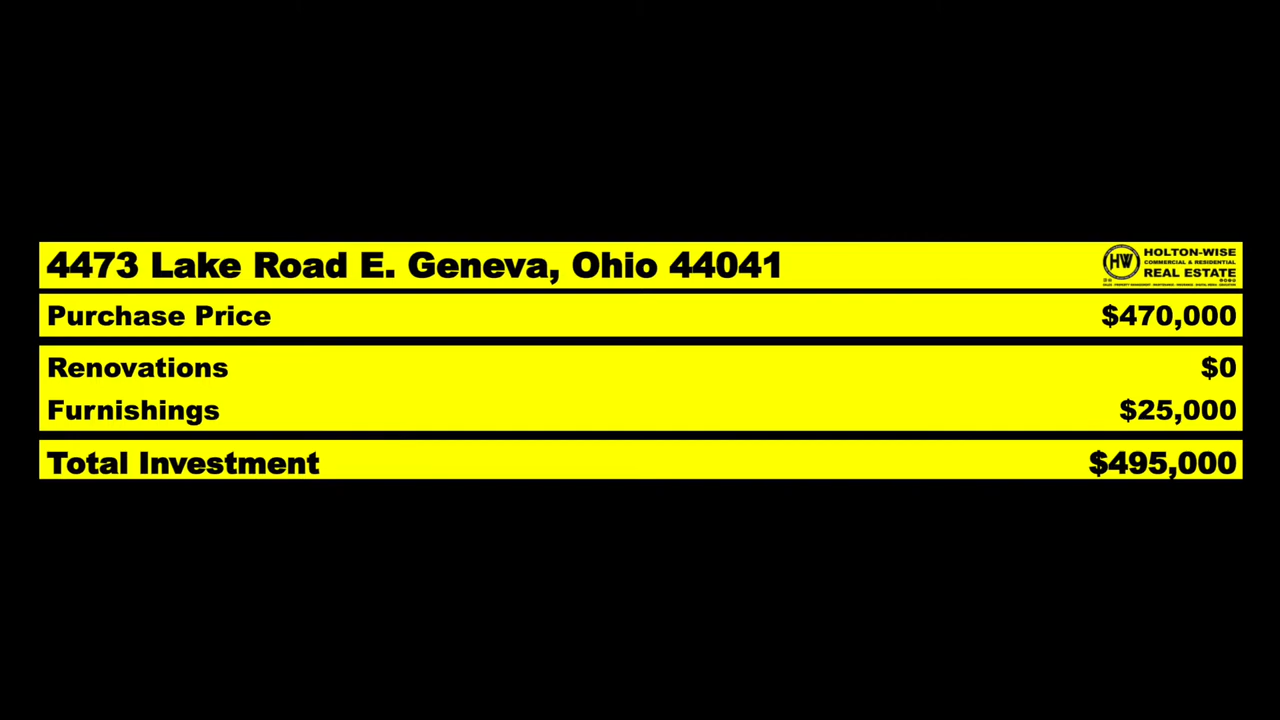 4473 Lake Road E. Geneva, Ohio 44041
HW
HOLTON-WISE
COMMERCIAL & RESIDENTIAL
REAL ESTATE
Purchase Price $470,000
Renovations $0
Furnishings $25,000
Total Investment $495,000